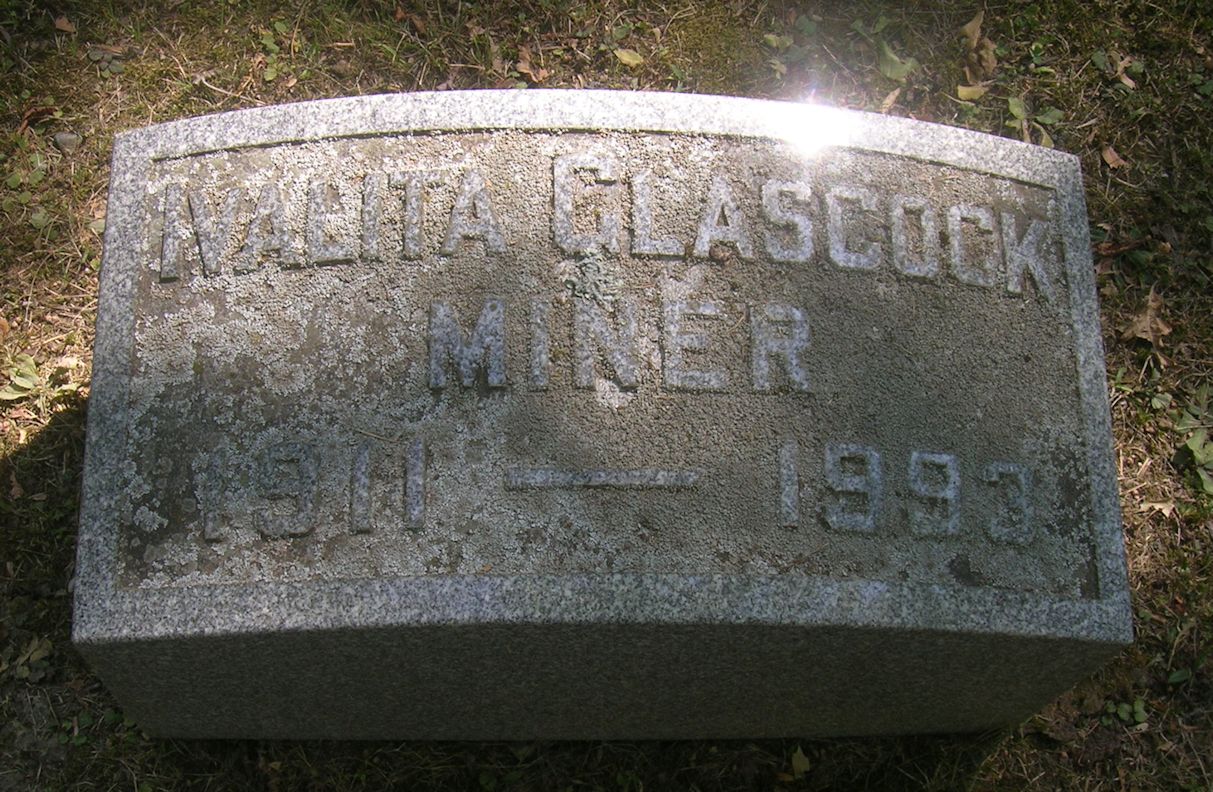 IVALITA GLASCOCK
MINER
1911 — 1993